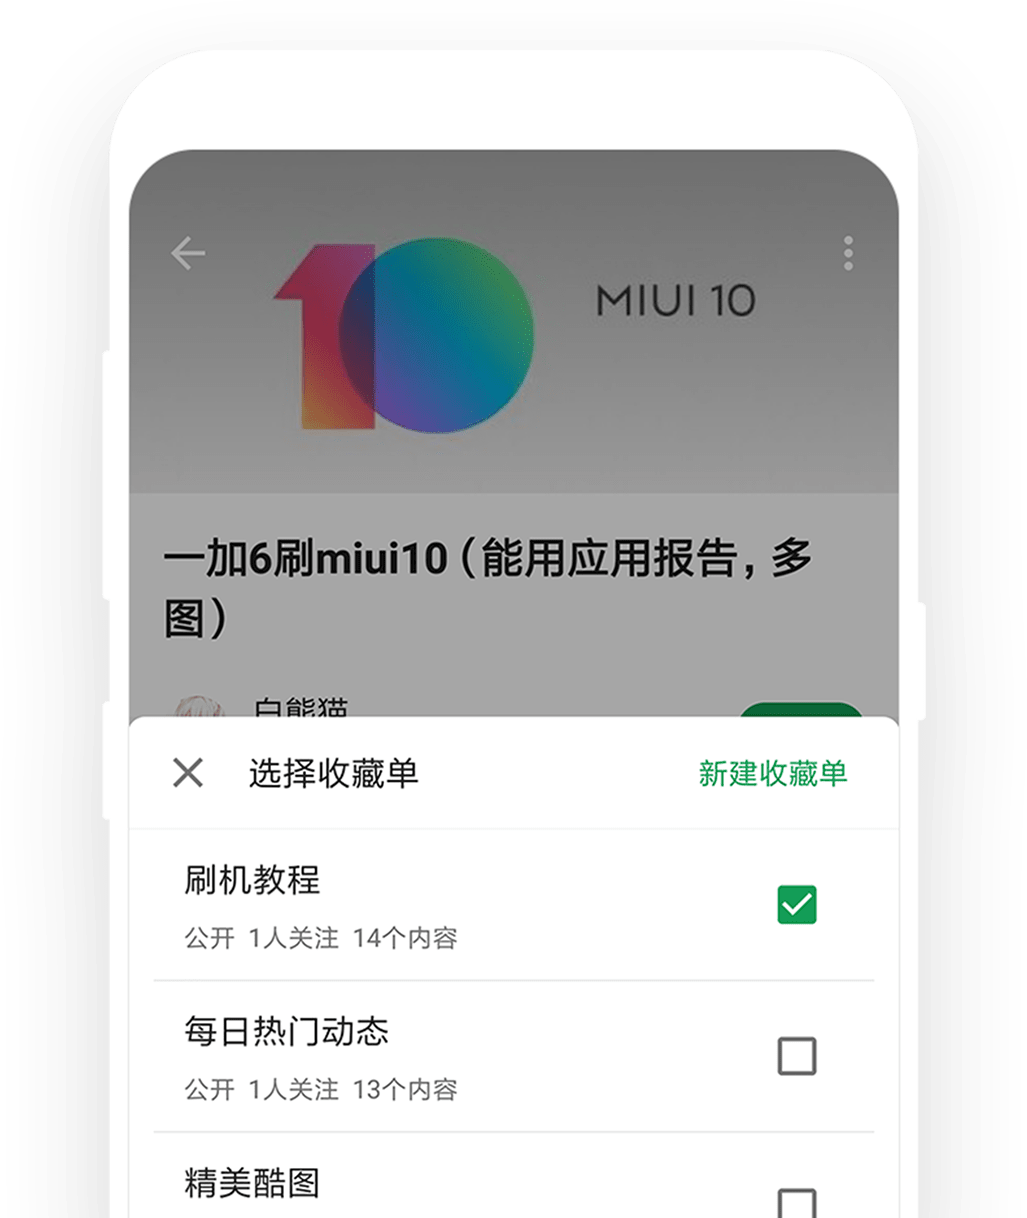 10
MIUI 10
一加6刷miui10（能用应用报告，多
图）
白熊猫
选择收藏单
新建收藏单
刷机教程
公开 1人关注 14个内容
每日热门动态
公开 1人关注 13个内容
精美酷图